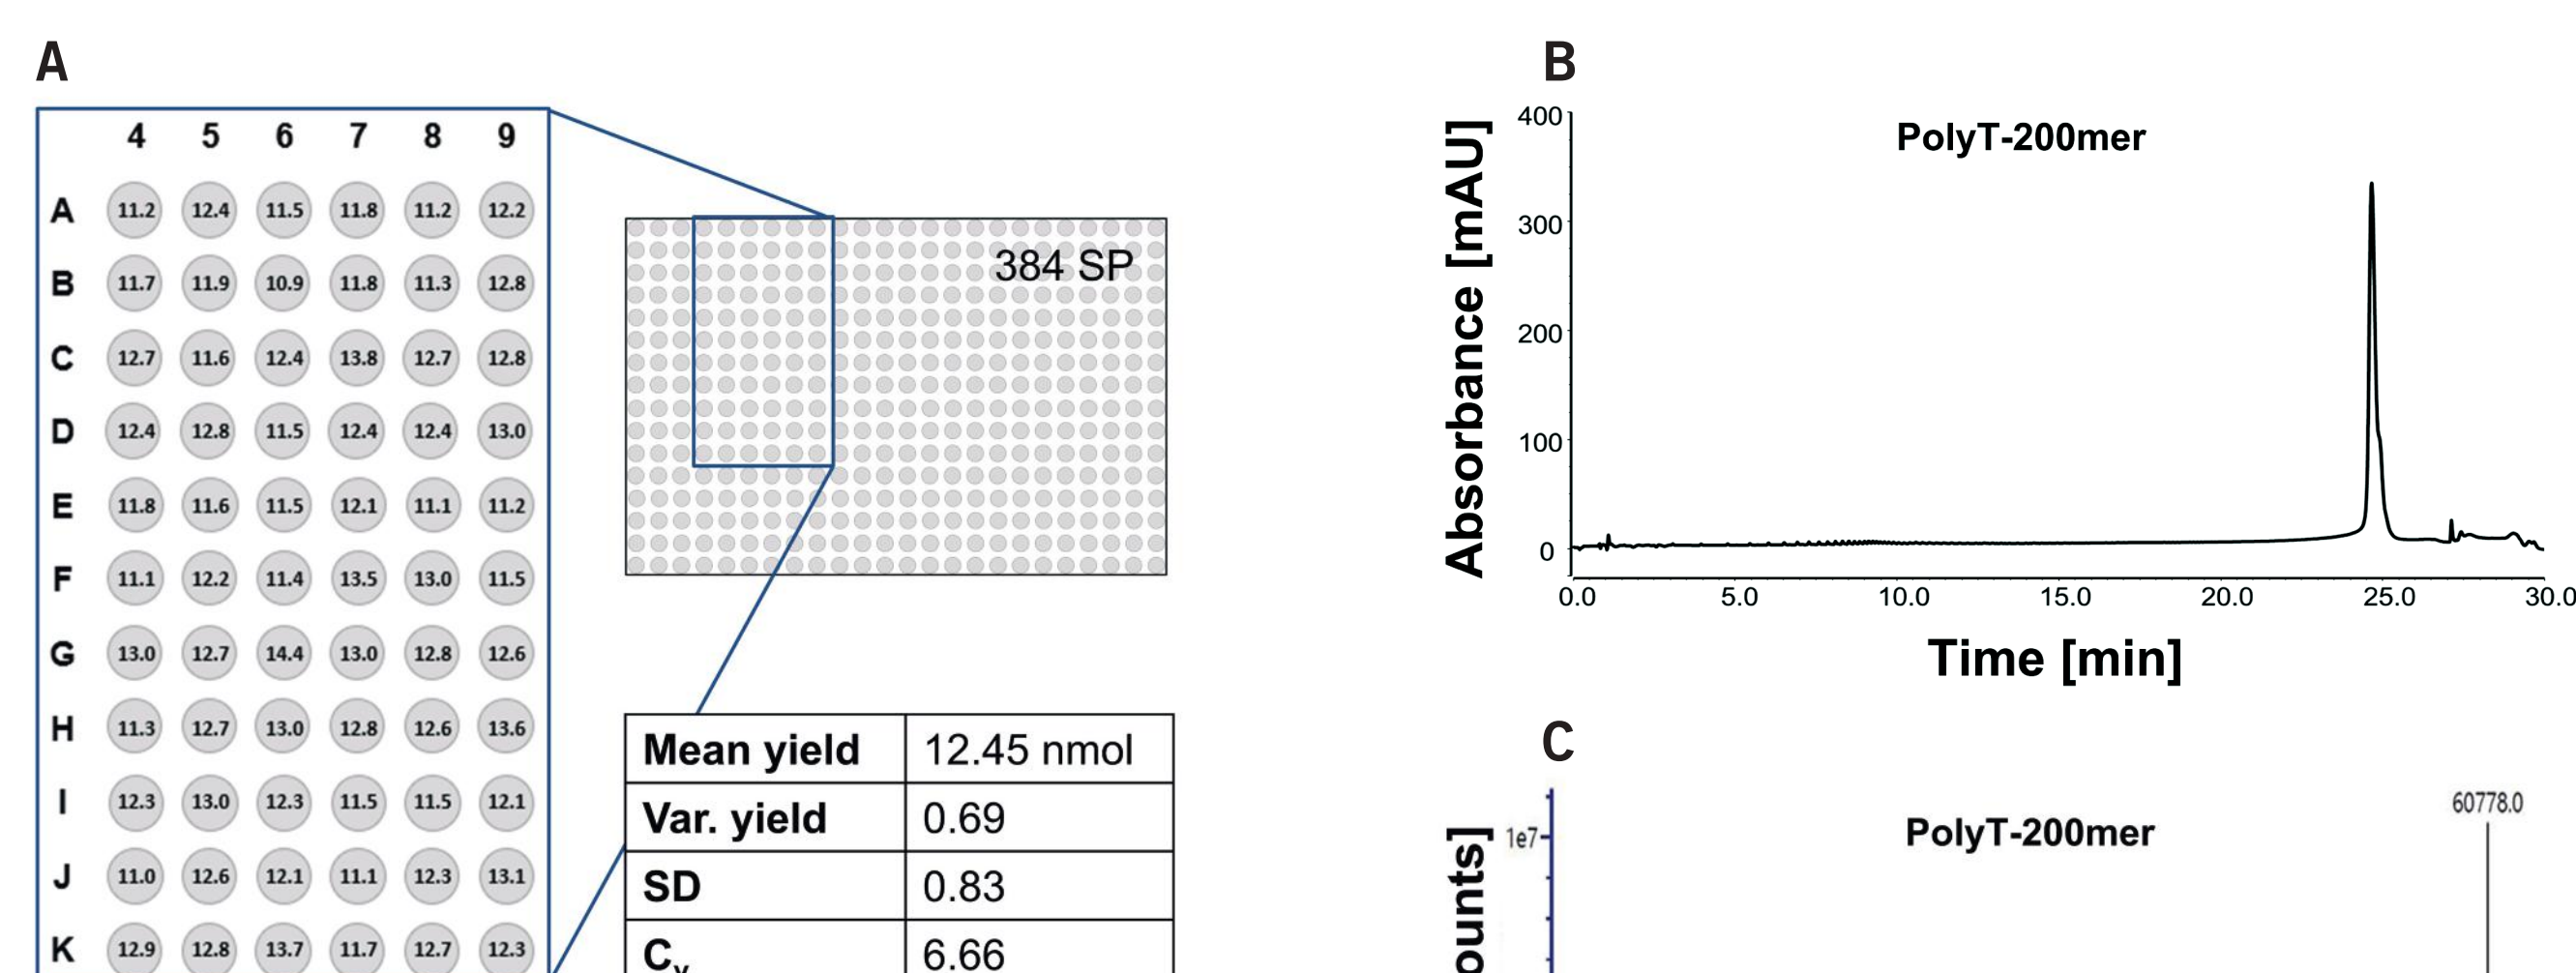 A
4 5 6 7 8 9
A 11.2 12.4 11.5 11.8 11.2 12.2
B 11.7 11.9 10.9 11.8 11.3 12.8
C 12.7 11.6 12.4 13.8 12.7 12.8
D 12.4 12.8 11.5 12.4 12.4 13.0
E 11.8 11.6 11.5 12.1 11.1 11.2
F 11.1 12.2 11.4 13.5 13.0 11.5
G 13.0 12.7 14.4 13.0 12.8 12.6
H 11.3 12.7 13.0 12.8 12.6 13.6
I 12.3 13.0 12.3 11.5 11.5 12.1
J 11.0 12.6 12.1 11.1 12.3 13.1
K 12.9 12.8 13.7 11.7 12.7 12.3
384 SP
Mean yield 12.45 nmol
Var. yield 0.69
SD 0.83
Cv 6.66
B
PolyT-200mer
Absorbance [mAU]
400
300
200
100
0
0.0 5.0 10.0 15.0 20.0 25.0 30.0
Time [min]
C
PolyT-200mer
60778.0
1e7
ounts]